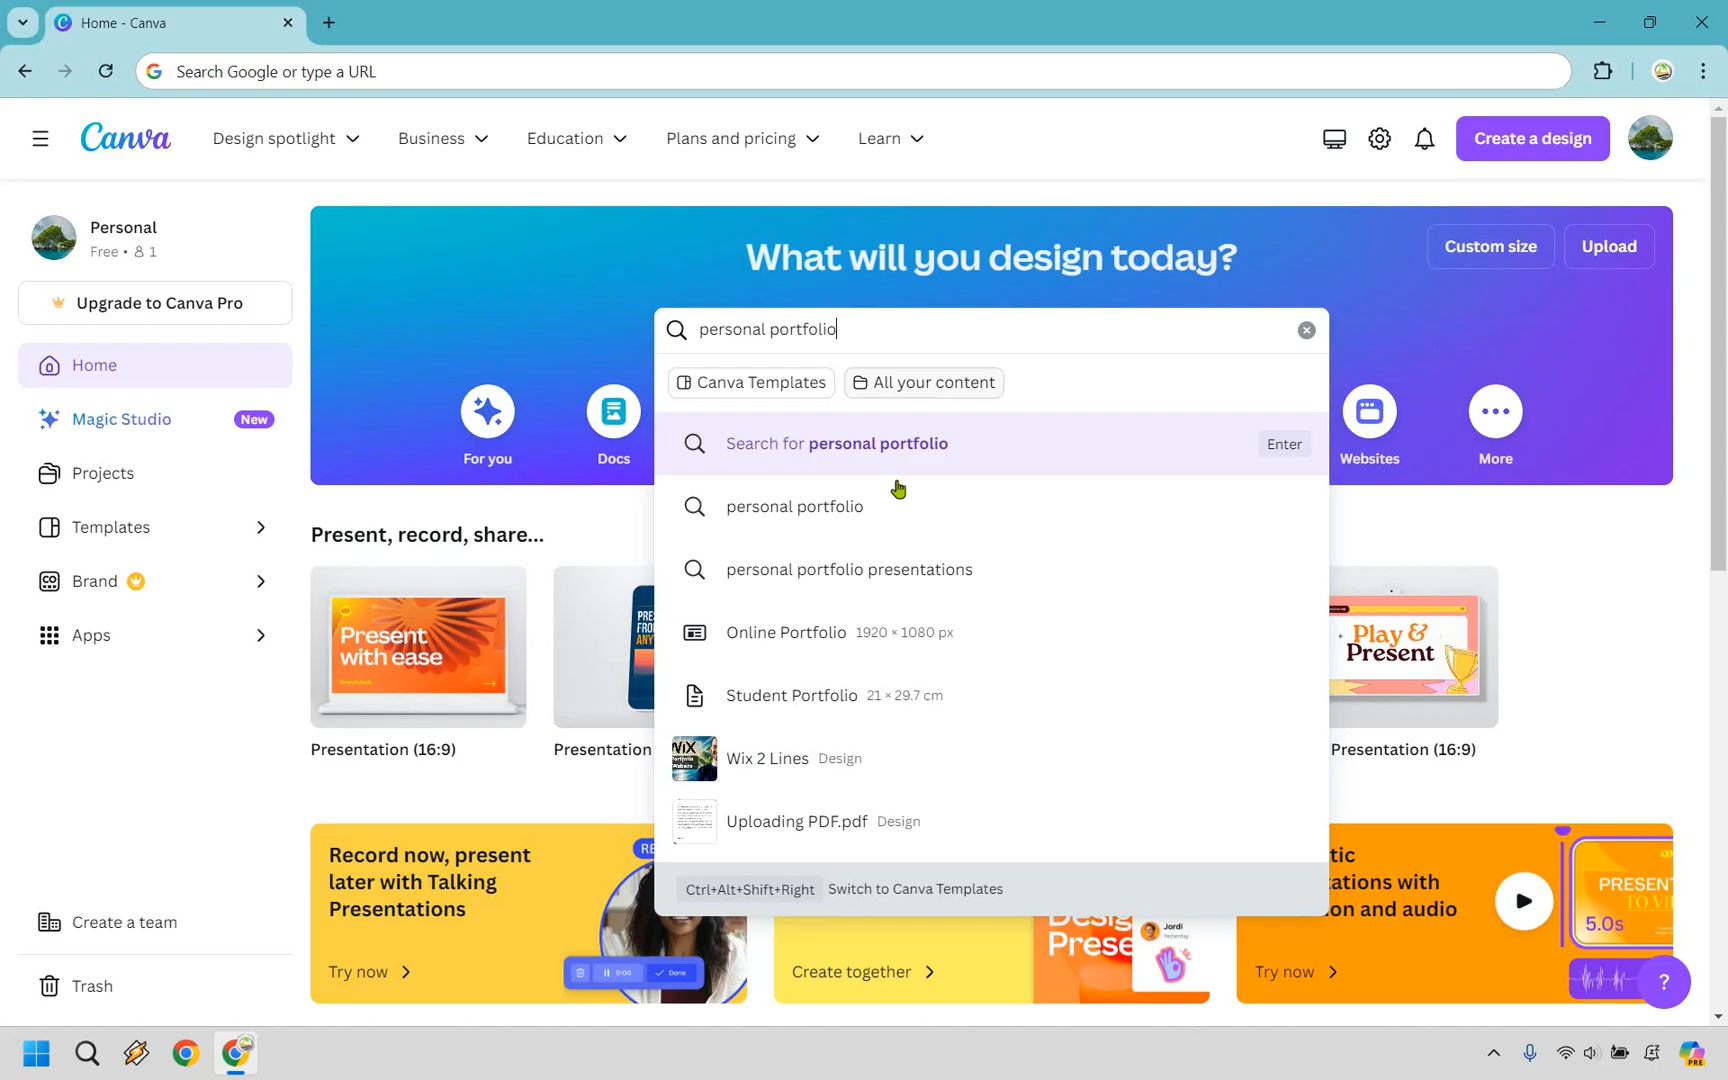 Home - Canva
Search Google or type a URL
Canva
Design spotlight
Business
Education
Plans and pricing
Learn
Create a design
Personal
Free • 1
Upgrade to Canva Pro
Home
Magic Studio
New
Projects
Templates
Brand
Apps
Create a team
Trash
What will you design today?
Custom size
Upload
personal portfolio
Canva Templates
All your content
Search for personal portfolio
Enter
personal portfolio
personal portfolio presentations
Online Portfolio 1920 × 1080 px
Student Portfolio 21 × 29.7 cm
Wix 2 Lines Design
Uploading PDF.pdf Design
Ctrl+Alt+Shift+Right Switch to Canva Templates
For you
Docs
Websites
More
Present, record, share...
Present
with ease
Play &
Present
Presentation (16:9)
Presentation
Presentation (16:9)
Record now, present
later with Talking
Presentations
Try now
0:00
Done
Create together
Jordi
Yesterday
Try now
5.0s
?